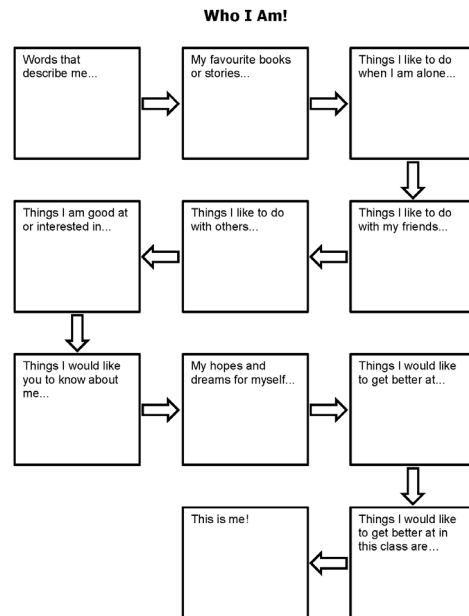 Who I Am!
Words that
describe me...
My favourite books
or stories...
Things I like to do
when I am alone...
Things I like to do
with my friends...
Things I like to do
with others...
Things I am good at
or interested in...
Things I would like
you to know about
me...
My hopes and
dreams for myself...
Things I would like
to get better at...
Things I would like
to get better at in
this class are...
This is me!